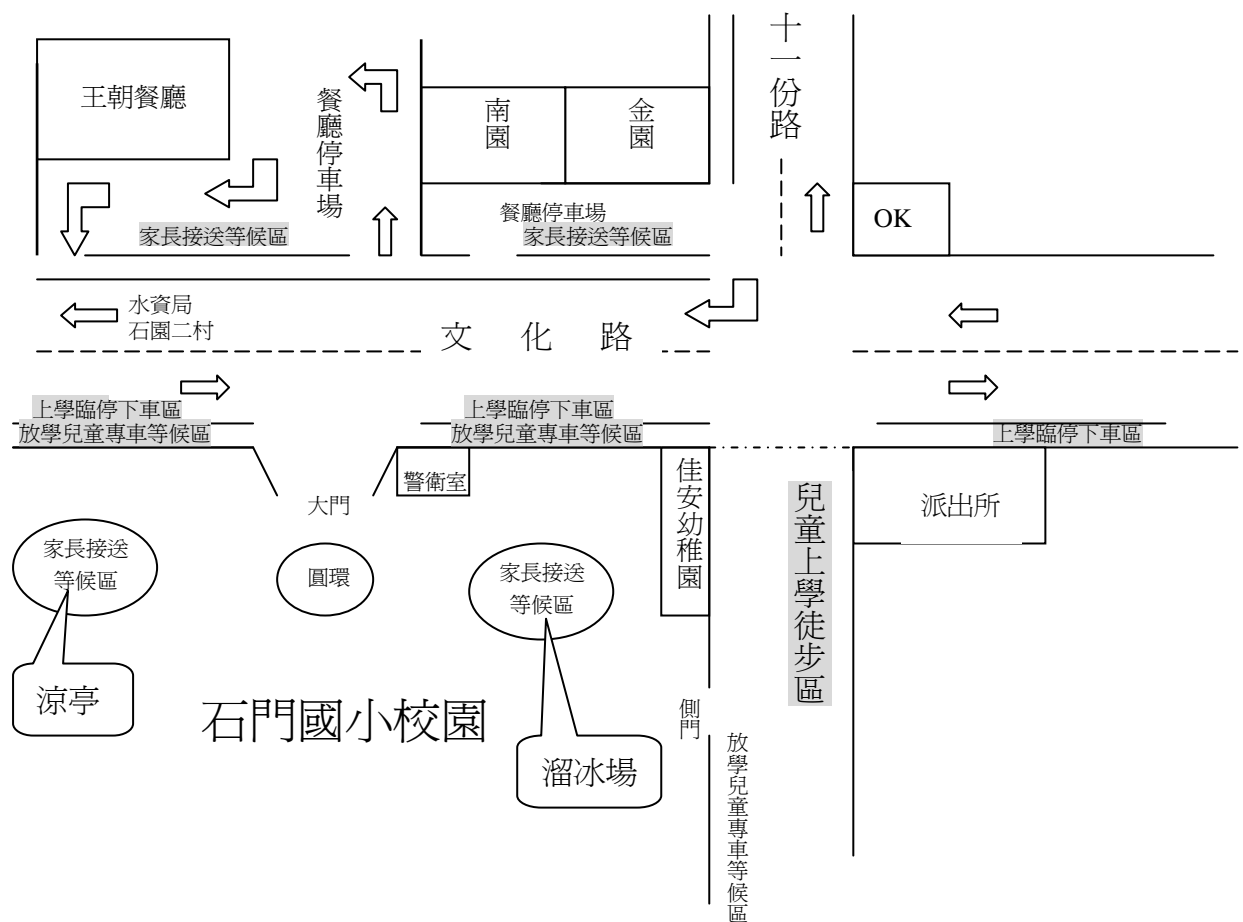 王朝餐廳
餐廳停車場
南園
金園
十一份路
OK
家長接送等候區
餐廳停車場
家長接送等候區
水資局
石園二村
文化路
上學臨停下車區
放學兒童專車等候區
上學臨停下車區
放學兒童專車等候區
上學臨停下車區
大門
警衛室
佳安幼稚園
兒童上學徒步區
派出所
家長接送
等候區
圓環
家長接送
等候區
涼亭
石門國小校園
溜冰場
側門
放學兒童專車等候區